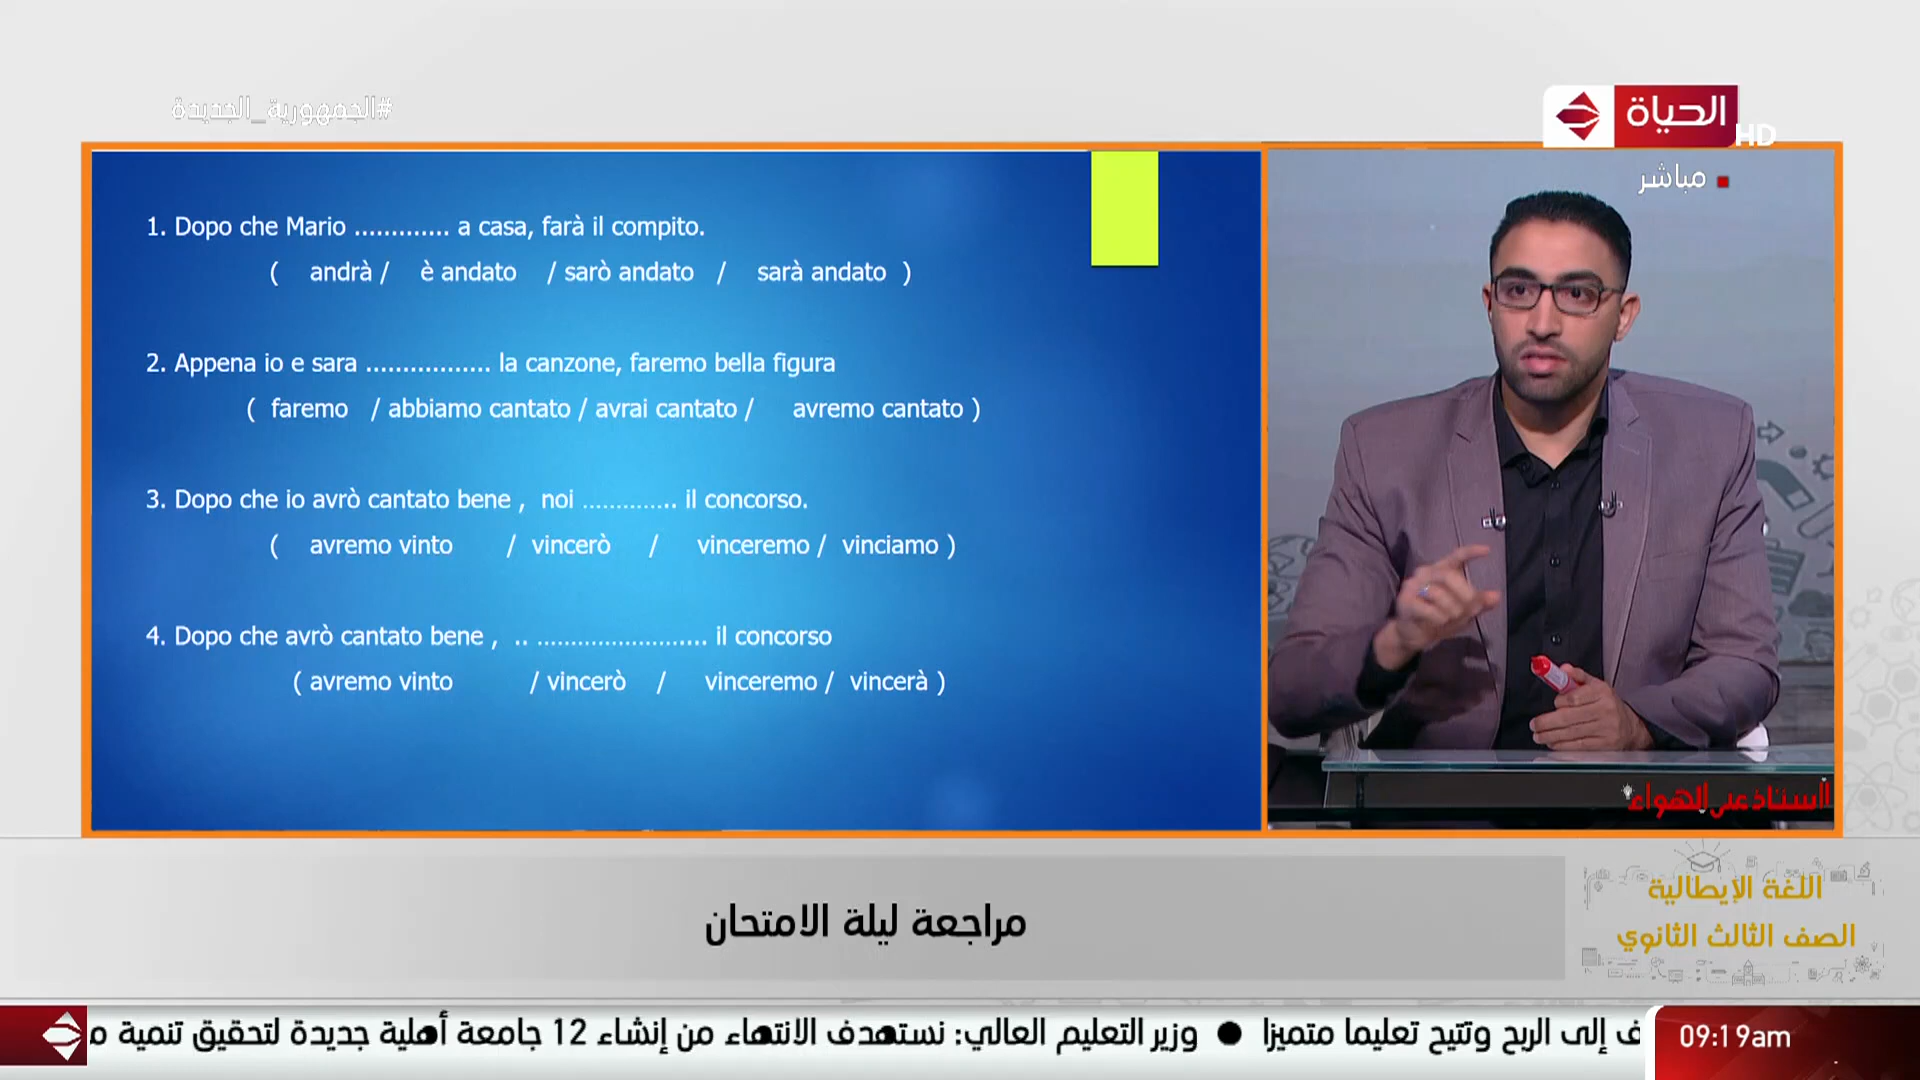 #الجمهورية_الجديدة
الحياة
HD
مباشر
1. Dopo che Mario ............. a casa, farà il compito.
( andrà / è andato / sarò andato / sarà andato )
2. Appena io e sara ................. la canzone, faremo bella figura
( faremo / abbiamo cantato / avrai cantato / avremo cantato )
3. Dopo che io avrò cantato bene , noi .............. il concorso.
( avremo vinto / vincerò / vinceremo / vinciamo )
4. Dopo che avrò cantato bene , .. ......................... il concorso
( avremo vinto / vincerò / vinceremo / vincerà )
أستاذ على الهواء
اللغة الإيطالية
الصف الثالث الثانوي
مراجعة ليلة الامتحان
ف إلى الربح وتتيح تعليما متميزا ● وزير التعليم العالي: نستهدف الانتهاء من إنشاء 12 جامعة أهلية جديدة لتحقيق تنمية م
09:19am